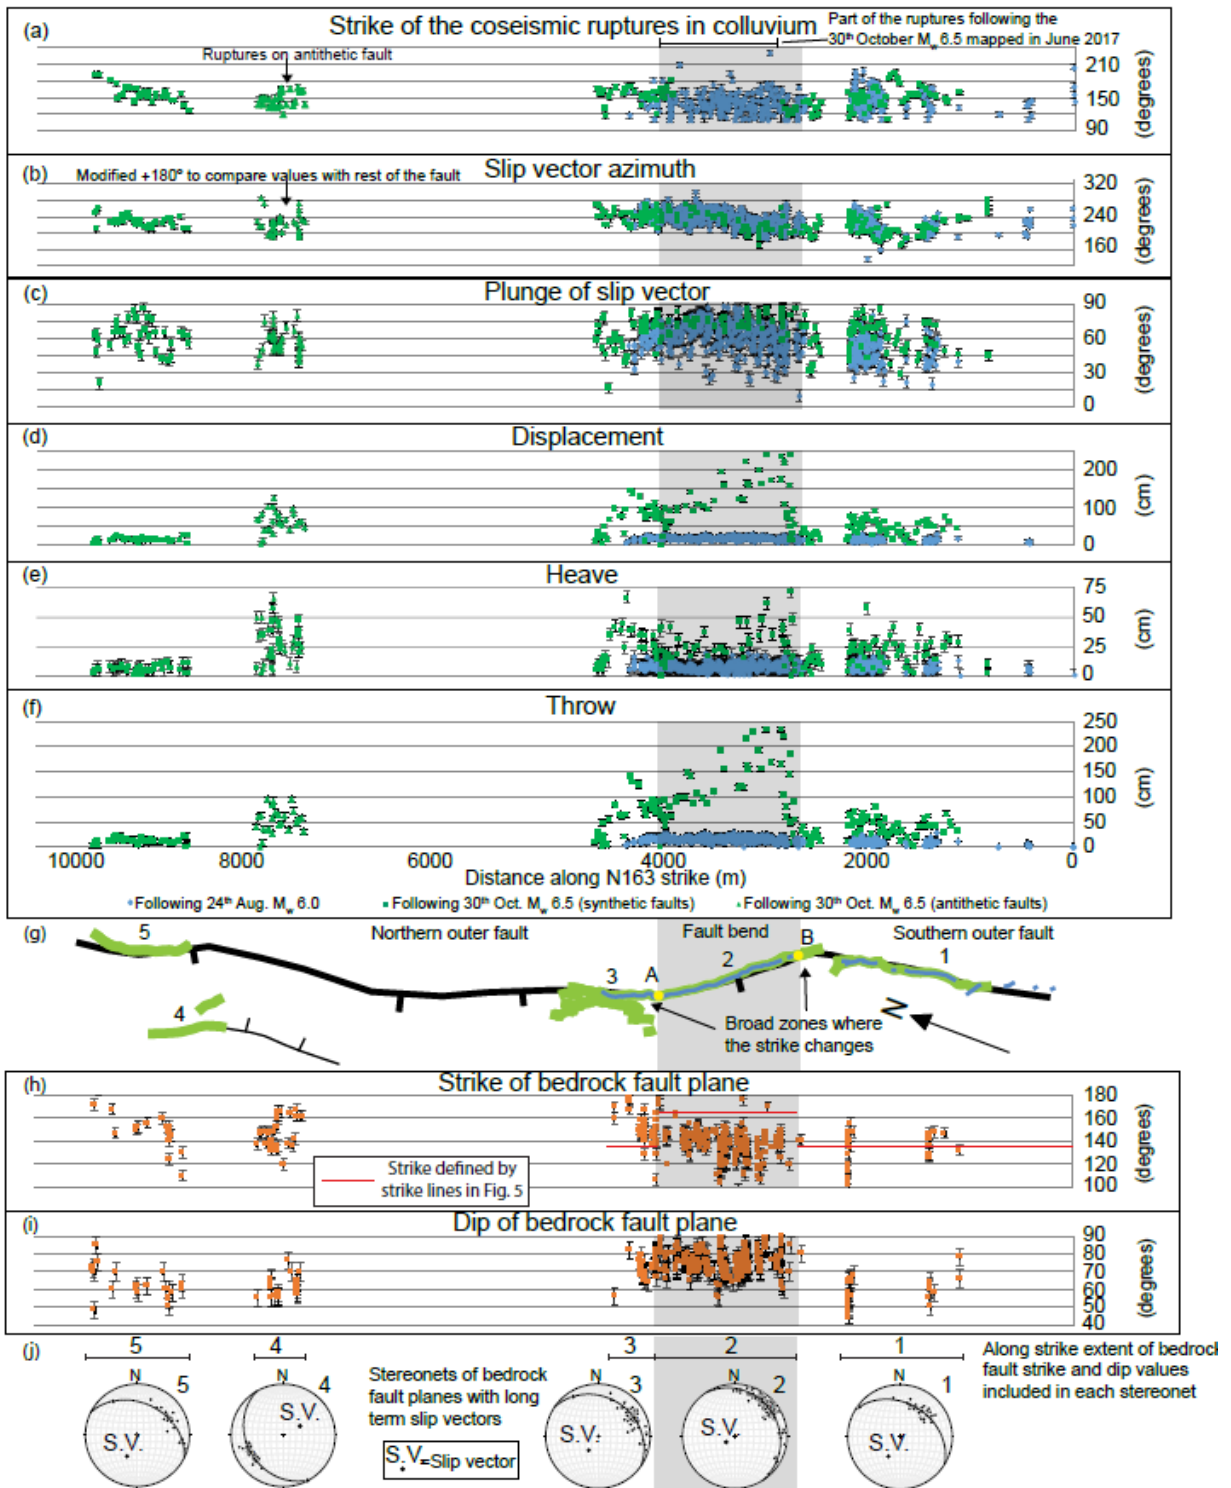 (a) Strike of the coseismic ruptures in colluvium
Part of the ruptures following the
30th October Mw 6.5 mapped in June 2017
Ruptures on antithetic fault
210
150
90
(degrees)
(b) Slip vector azimuth
Modified +180° to compare values with rest of the fault
320
240
160
(degrees)
(c) Plunge of slip vector
90
60
30
0
(degrees)
(d) Displacement
200
100
0
(cm)
(e) Heave
75
50
25
0
(cm)
(f) Throw
250
200
150
100
50
0
(cm)
10000 8000 6000 4000 2000 0
Distance along N163 strike (m)
Following 24th Aug. Mw 6.0 Following 30th Oct. Mw 6.5 (synthetic faults) Following 30th Oct. Mw 6.5 (antithetic faults)
(g) 5 Northern outer fault Fault bend B Southern outer fault
3 A 2 1
4
N
Broad zones where
the strike changes
(h) Strike of bedrock fault plane
180
160
140
120
100
(degrees)
Strike defined by
strike lines in Fig. 5
(i) Dip of bedrock fault plane
90
80
70
60
50
40
(degrees)
(j) 5 4 3 2 1
Along strike extent of bedrock
fault strike and dip values
included in each stereonet
Stereonets of bedrock
fault planes with long
term slip vectors
S.V.=Slip vector
N 5 S.V.
N 4 S.V.
N 3 S.V.
N 2 S.V.
N 1 S.V.